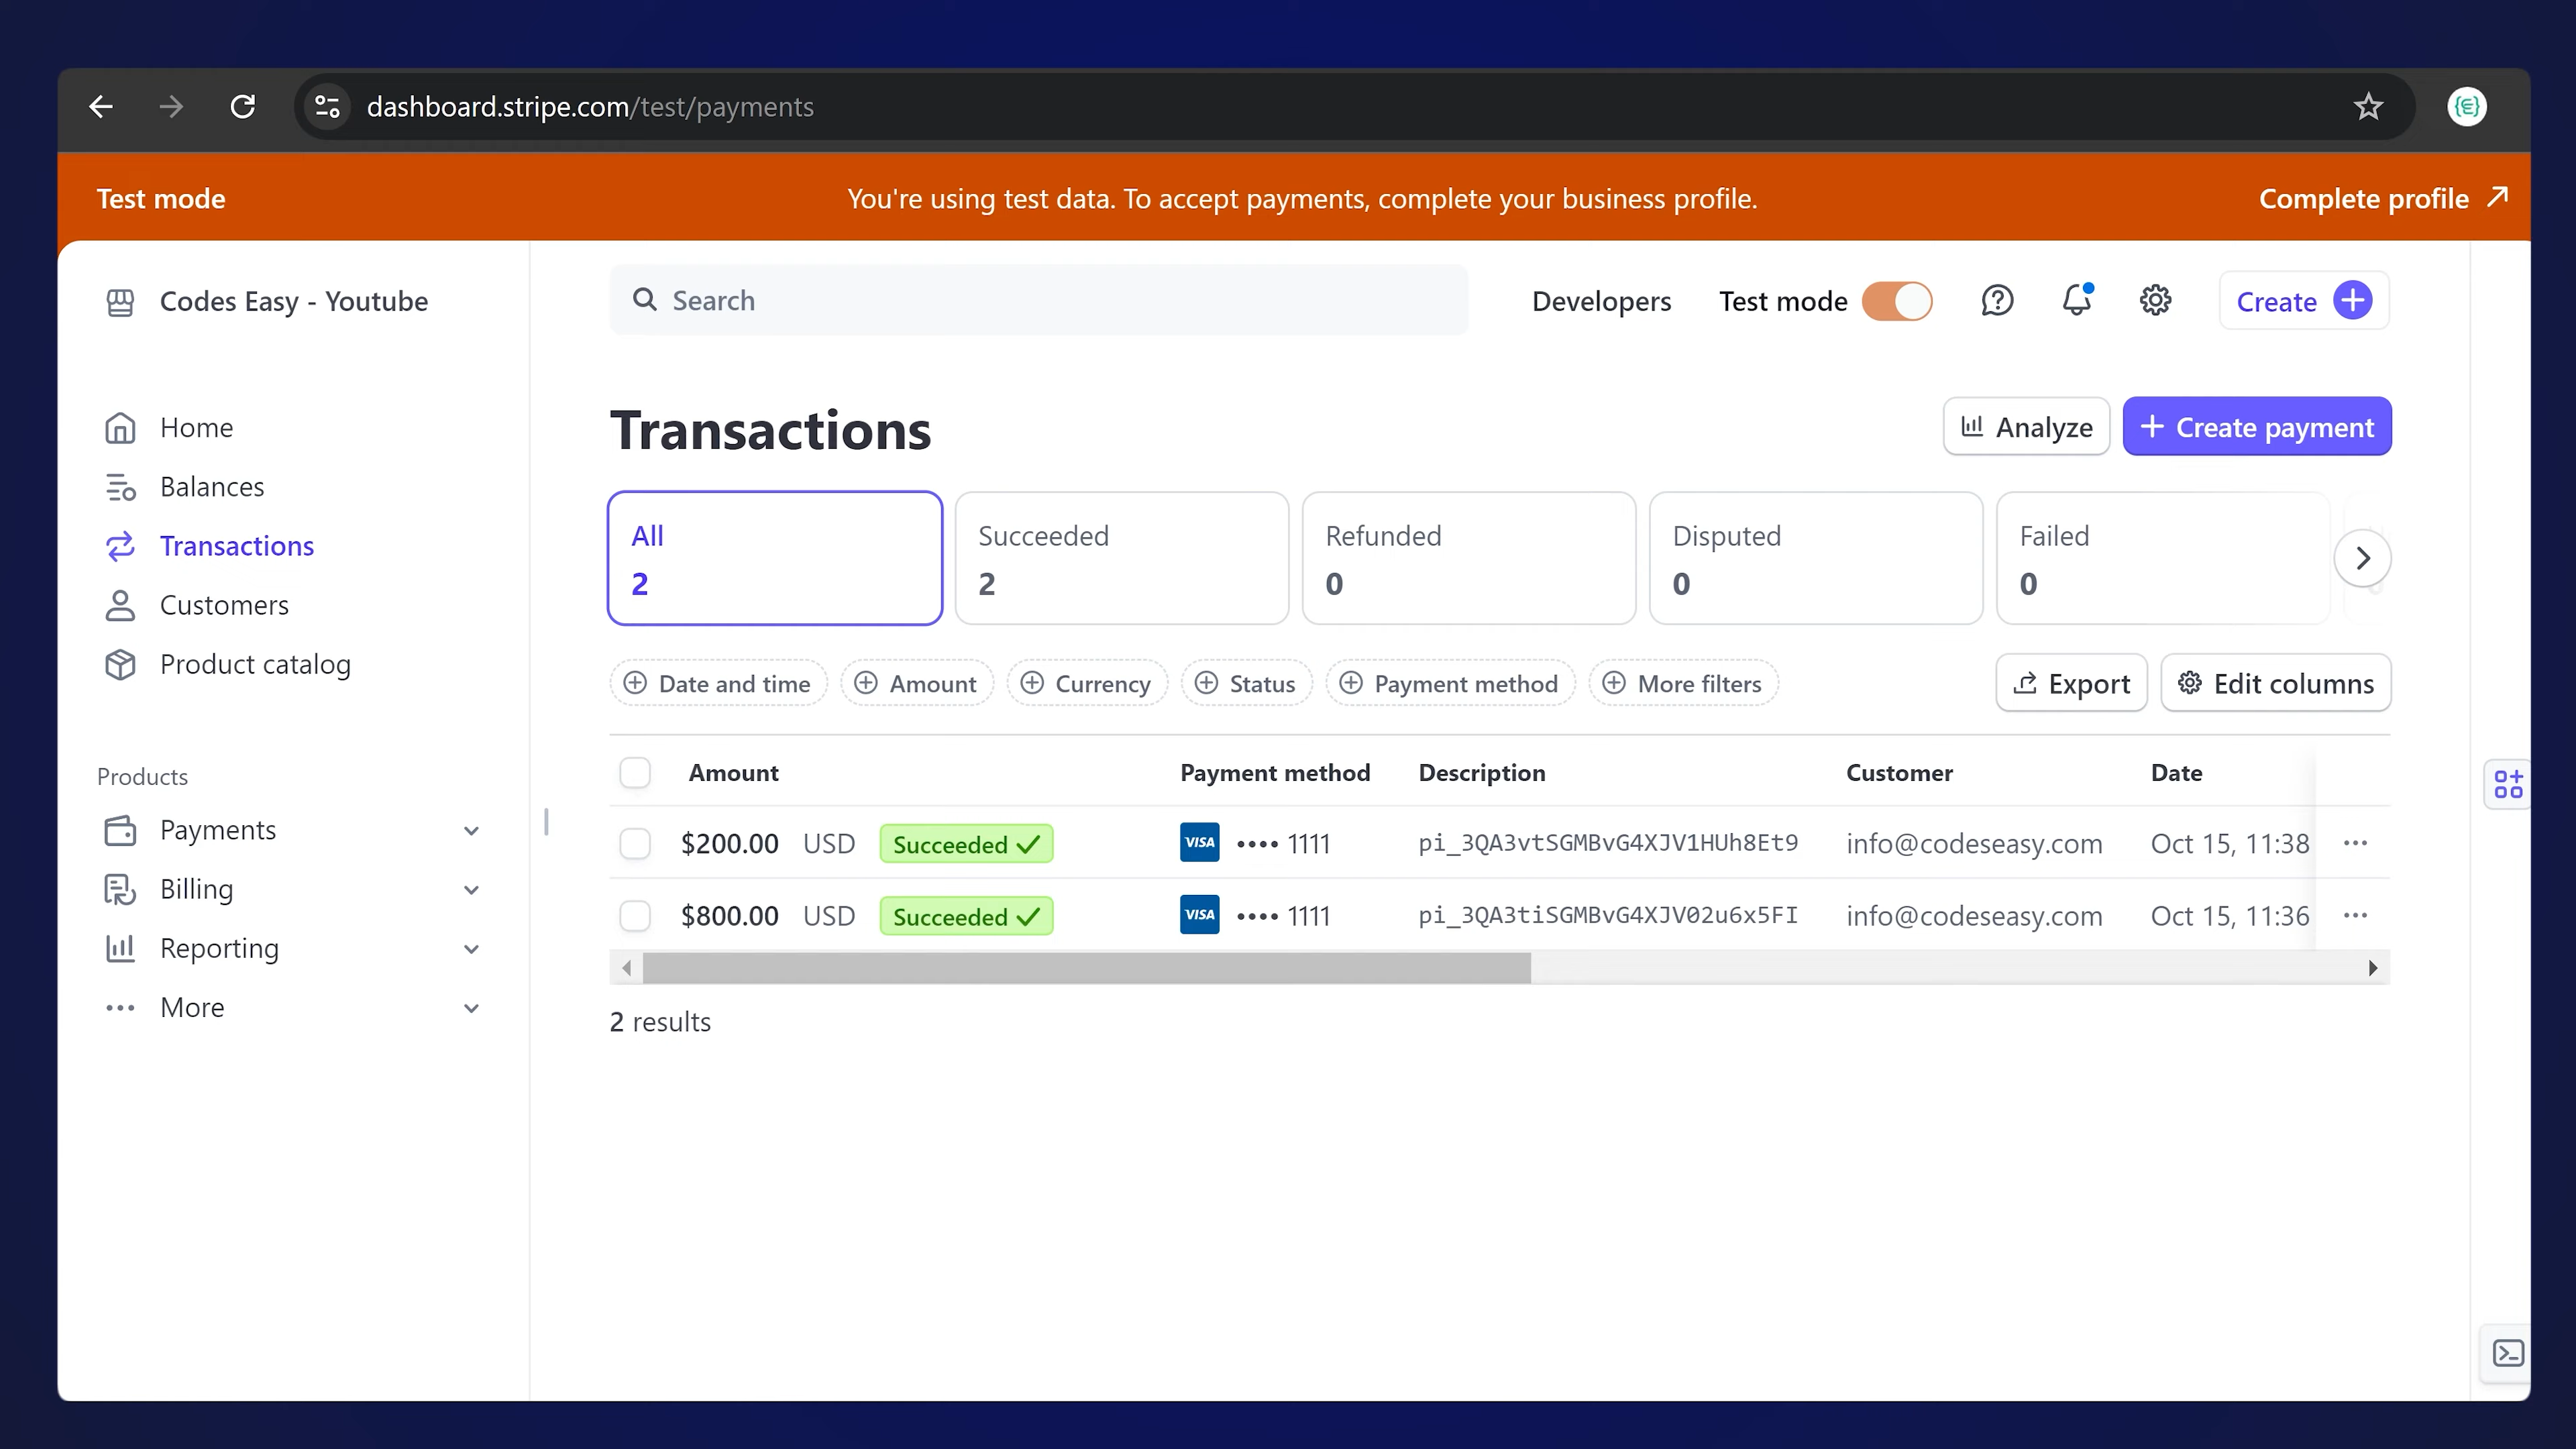 dashboard.stripe.com/test/payments
Test mode
You're using test data. To accept payments, complete your business profile.
Complete profile
Codes Easy - Youtube
Search
Developers
Test mode
Create
Home
Balances
Transactions
Customers
Product catalog
Products
Payments
Billing
Reporting
More
Transactions
Analyze
Create payment
All
2
Succeeded
2
Refunded
0
Disputed
0
Failed
0
Date and time
Amount
Currency
Status
Payment method
More filters
Export
Edit columns
Amount Payment method Description Customer Date
$200.00 USD Succeeded VISA •••• 1111 pi_3QA3vtSGMBvG4XJV1HUh8Et9 info@codeseasy.com Oct 15, 11:38
$800.00 USD Succeeded VISA •••• 1111 pi_3QA3tiSGMBvG4XJV02u6x5FI info@codeseasy.com Oct 15, 11:36
2 results